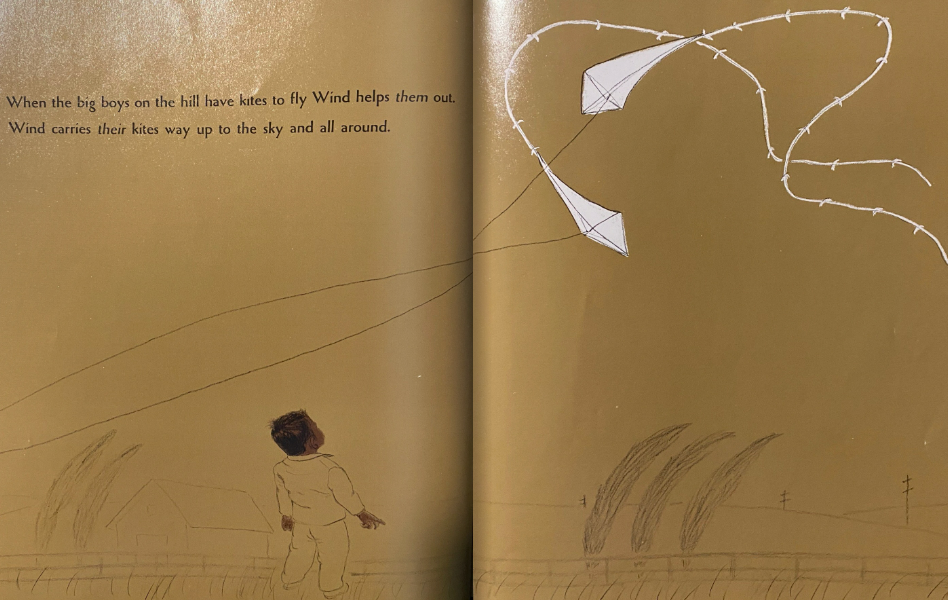 When the big boys on the hill have kites to fly Wind helps them out.
Wind carries their kites way up to the sky and all around.